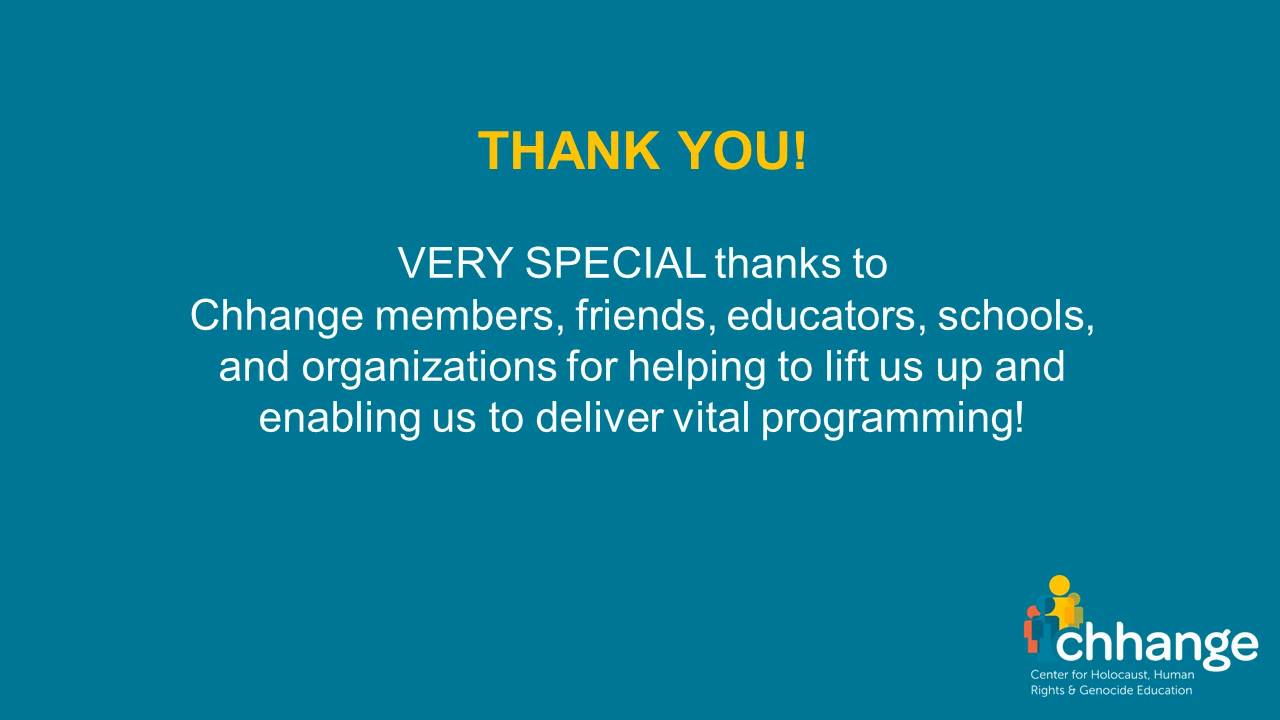 THANK YOU!
VERY SPECIAL thanks to
Chhange members, friends, educators, schools,
and organizations for helping to lift us up and
enabling us to deliver vital programming!
chhange
Center for Holocaust, Human
Rights & Genocide Education